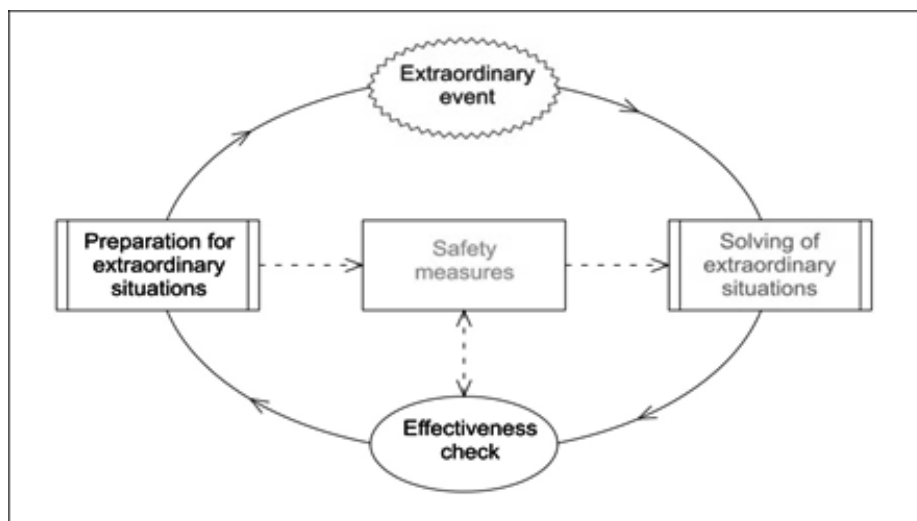 Extraordinary
event
Preparation for
extraordinary
situations
Safety
measures
Solving of
extraordinary
situations
Effectiveness
check